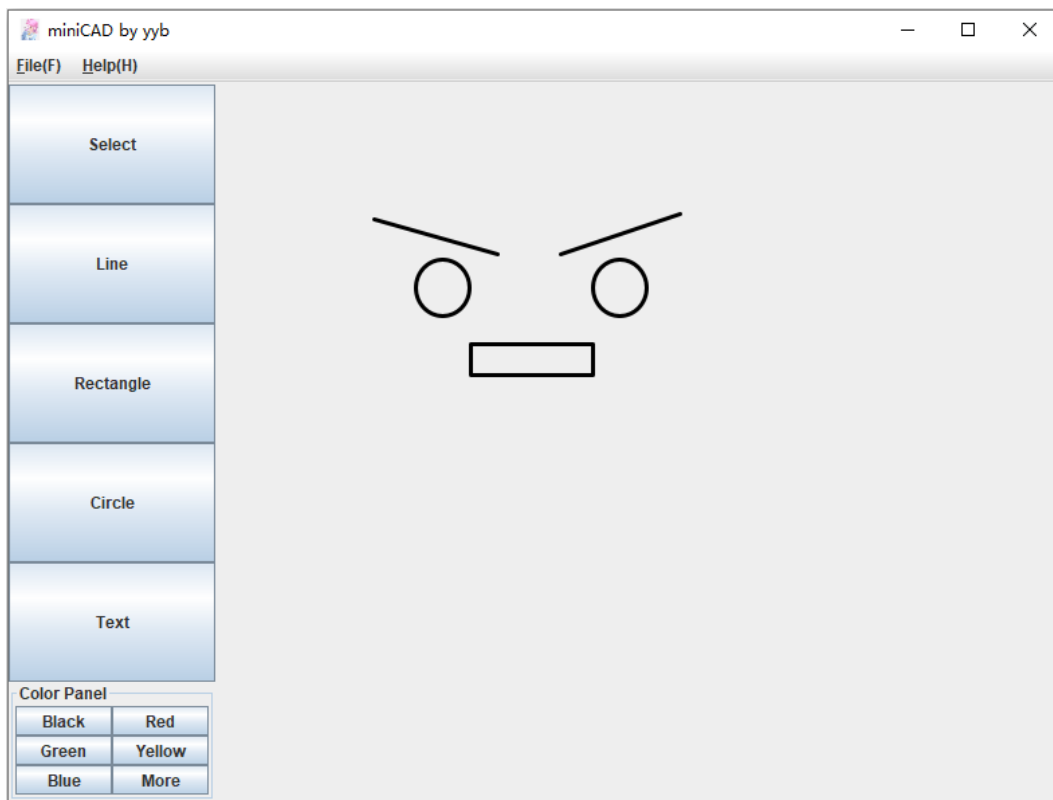 miniCAD by yyb
File(F) Help(H)
Select
Line
Rectangle
Circle
Text
Color Panel
Black Red
Green Yellow
Blue More